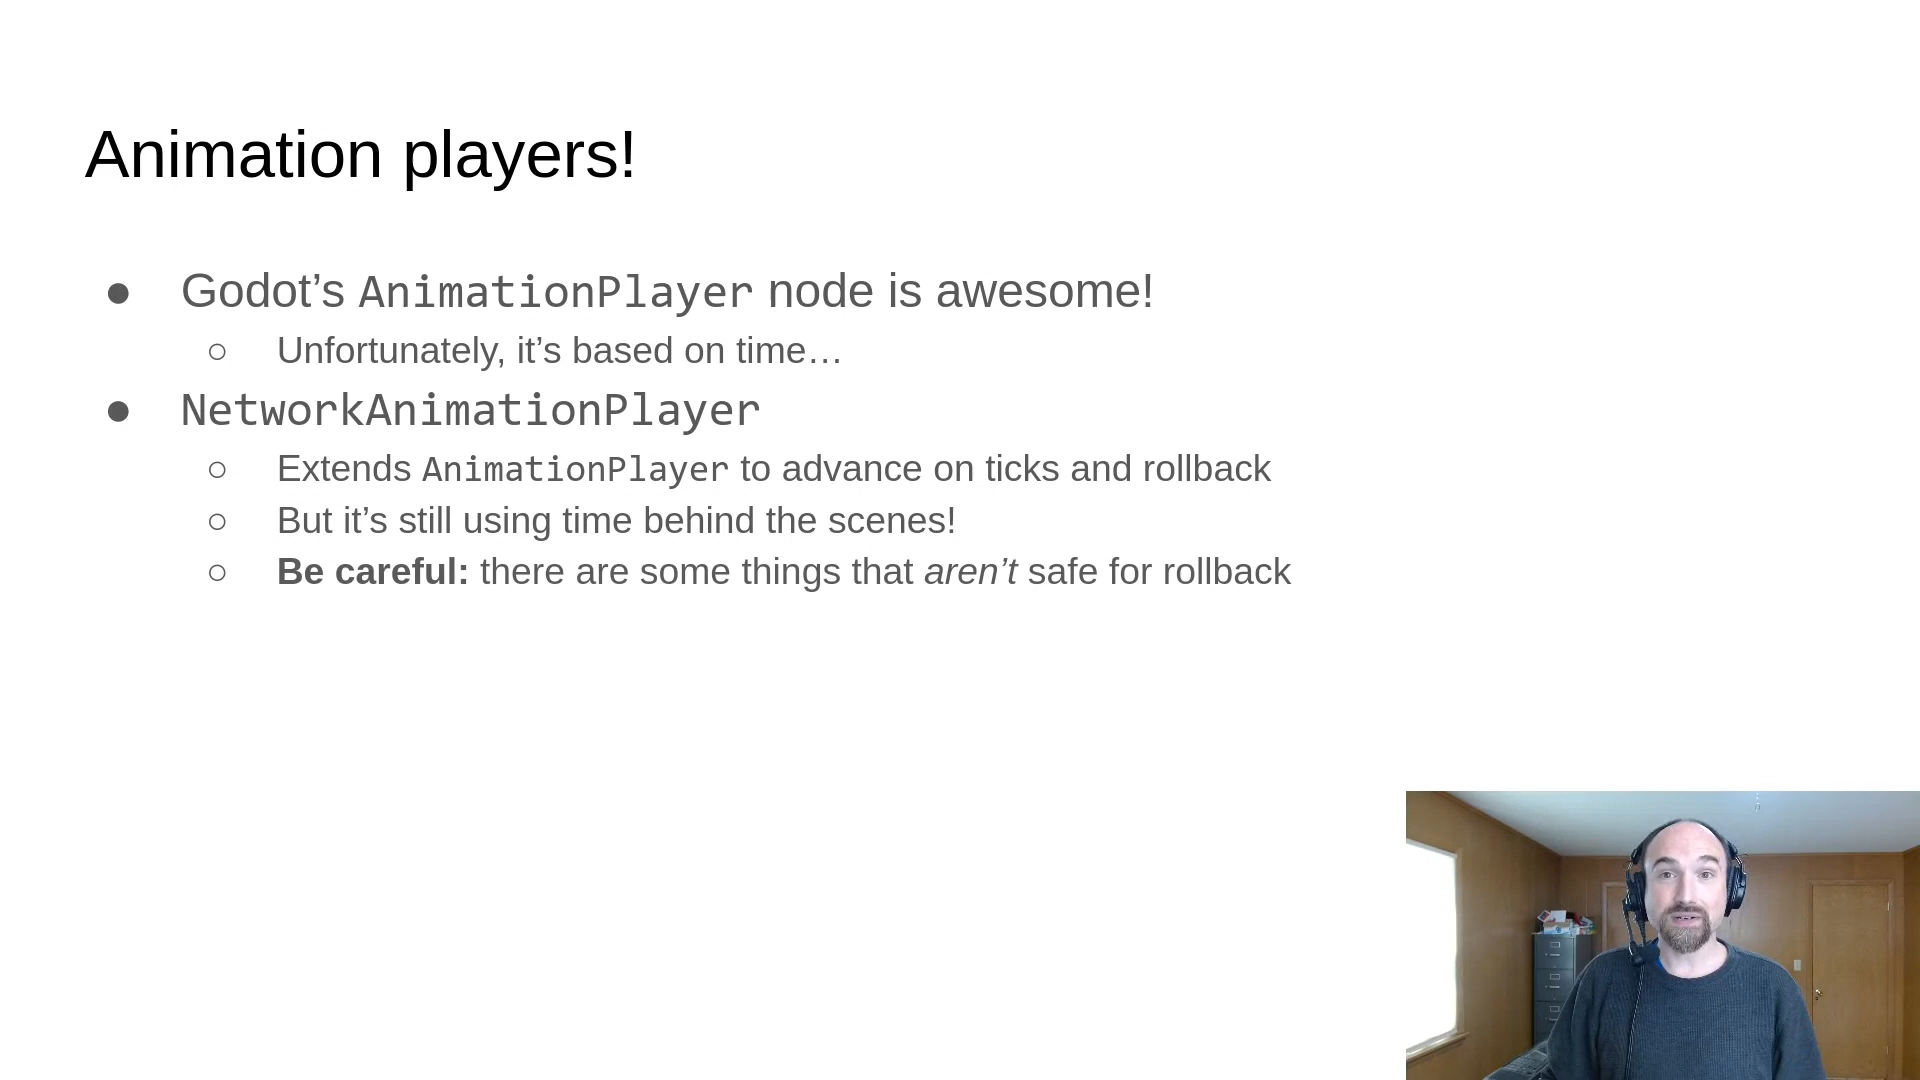 Animation players!
● Godot’s AnimationPlayer node is awesome!
○ Unfortunately, it’s based on time…
● NetworkAnimationPlayer
○ Extends AnimationPlayer to advance on ticks and rollback
○ But it’s still using time behind the scenes!
○ Be careful: there are some things that aren’t safe for rollback